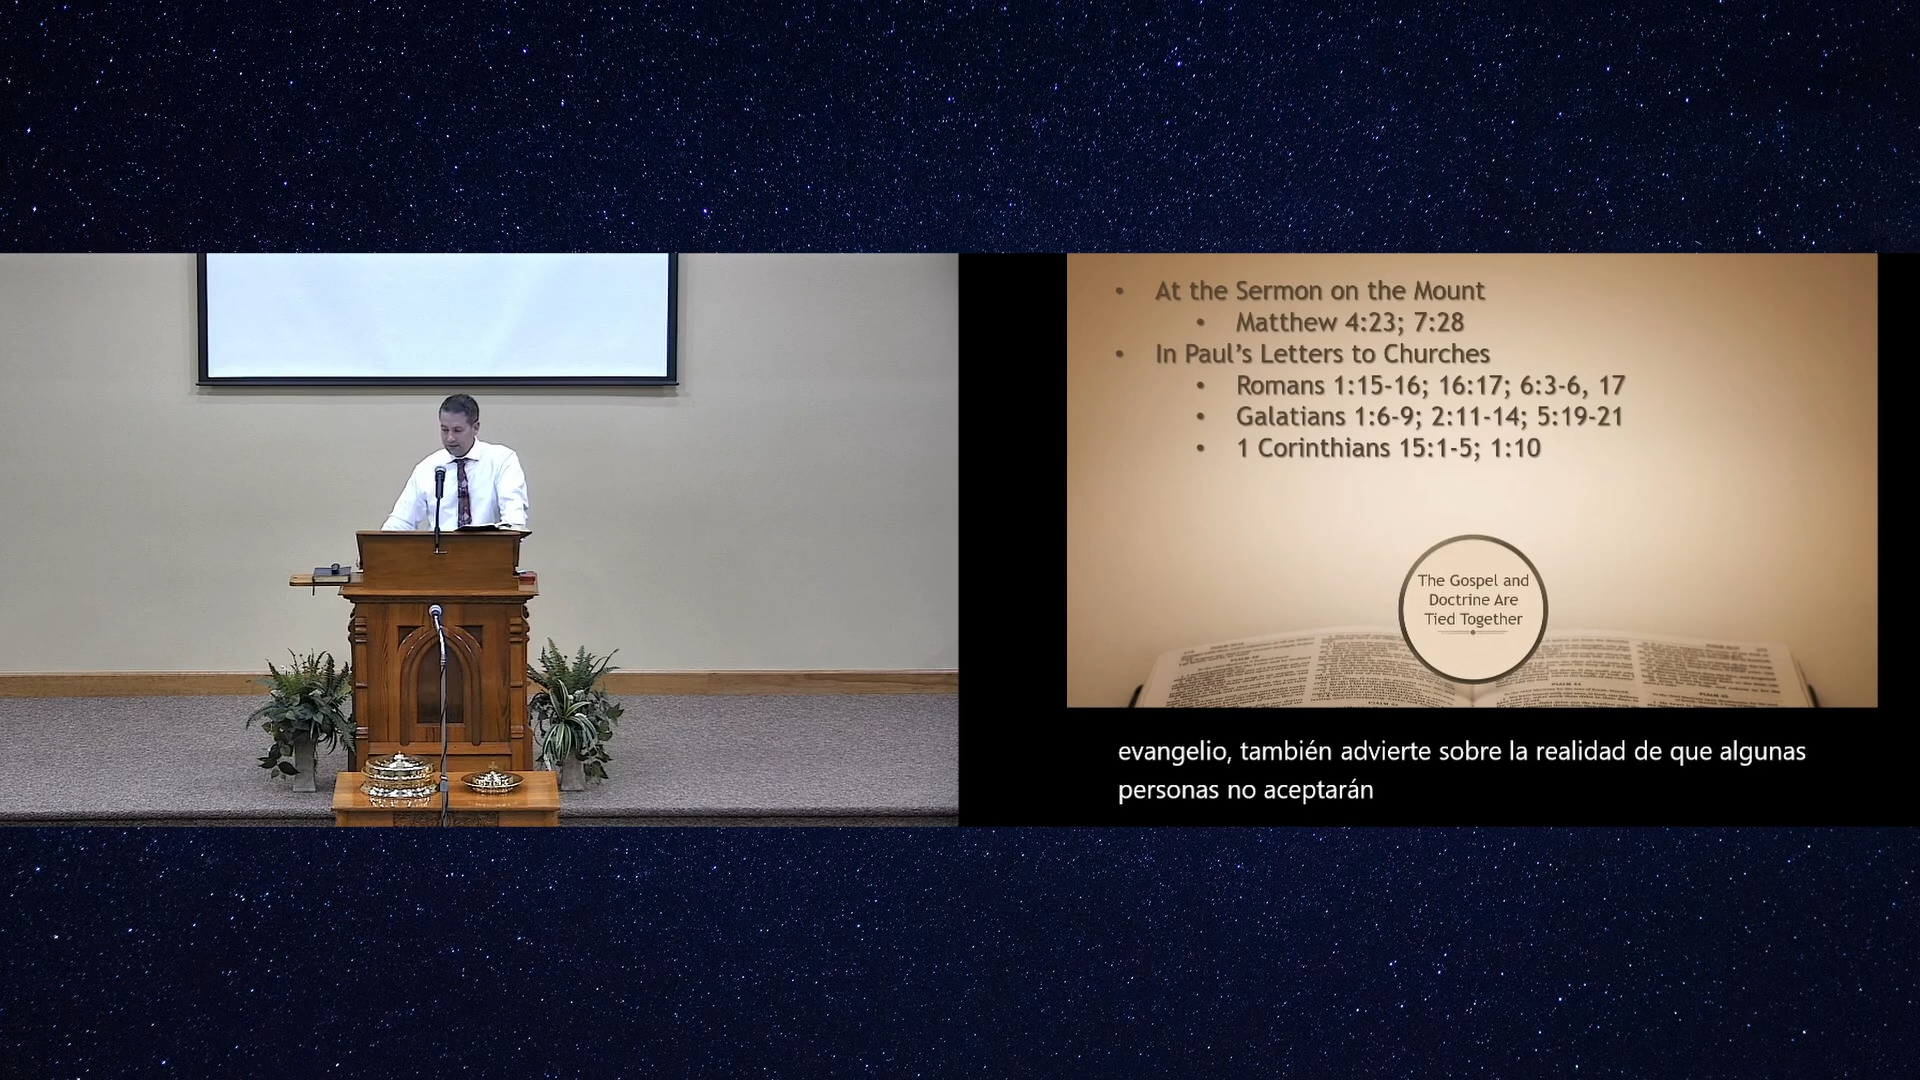 • At the Sermon on the Mount
• Matthew 4:23; 7:28
• In Paul’s Letters to Churches
• Romans 1:15-16; 16:17; 6:3-6, 17
• Galatians 1:6-9; 2:11-14; 5:19-21
• 1 Corinthians 15:1-5; 1:10
The Gospel and
Doctrine Are
Tied Together
evangelio, también advierte sobre la realidad de que algunas
personas no aceptarán